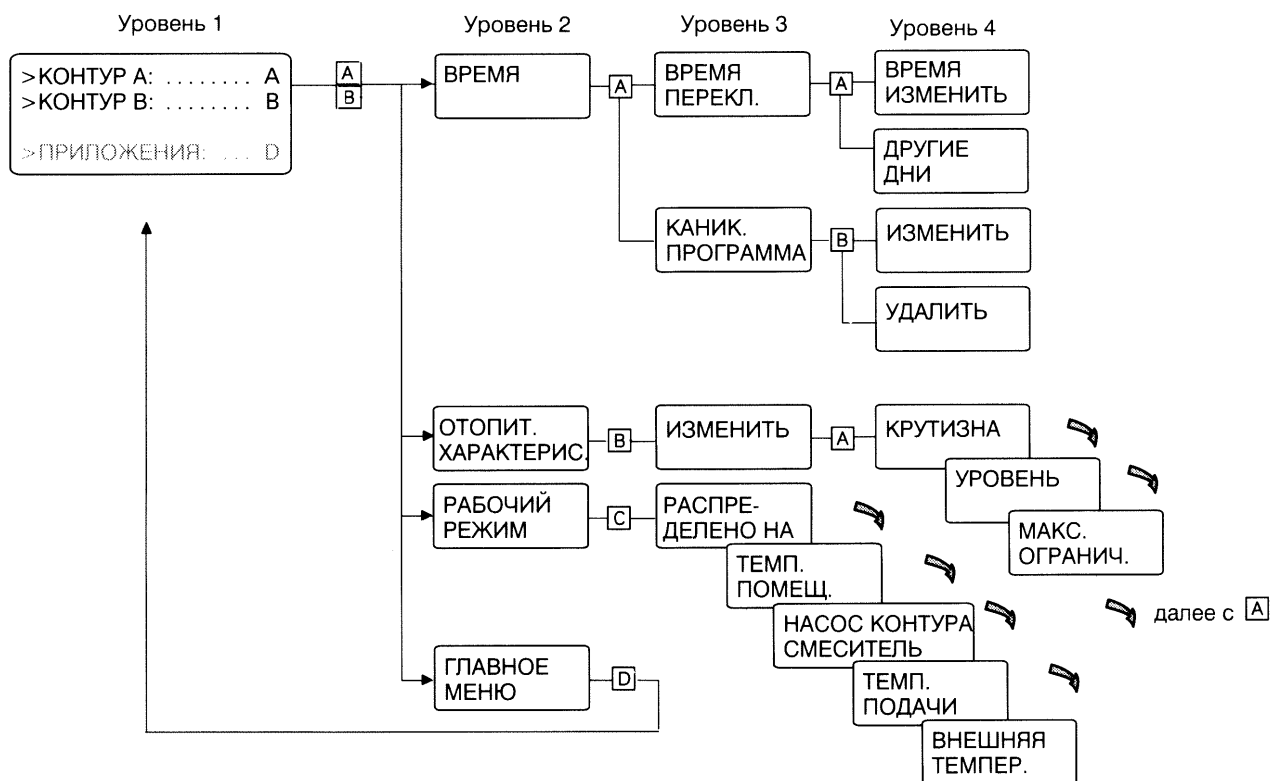 Уровень 1
Уровень 2
Уровень 3
Уровень 4
>КОНТУР А: ........ А
>КОНТУР В: ........ В
>ПРИЛОЖЕНИЯ: ... D
A
B
ВРЕМЯ
A
ВРЕМЯ
ПЕРЕКЛ.
A
ВРЕМЯ
ИЗМЕНИТЬ
ДРУГИЕ
ДНИ
КАНИК.
ПРОГРАММА
B
ИЗМЕНИТЬ
УДАЛИТЬ
ОТОПИТ.
ХАРАКТЕРИС.
B
ИЗМЕНИТЬ
A
КРУТИЗНА
УРОВЕНЬ
МАКС.
ОГРАНИЧ.
РАБОЧИЙ
РЕЖИМ
C
РАСПРЕ-
ДЕЛЕНО НА
ТЕМП.
ПОМЕЩ.
НАСОС КОНТУРА
СМЕСИТЕЛЬ
ТЕМП.
ПОДАЧИ
ВНЕШНЯЯ
ТЕМПЕР.
далее с A
ГЛАВНОЕ
МЕНЮ
D